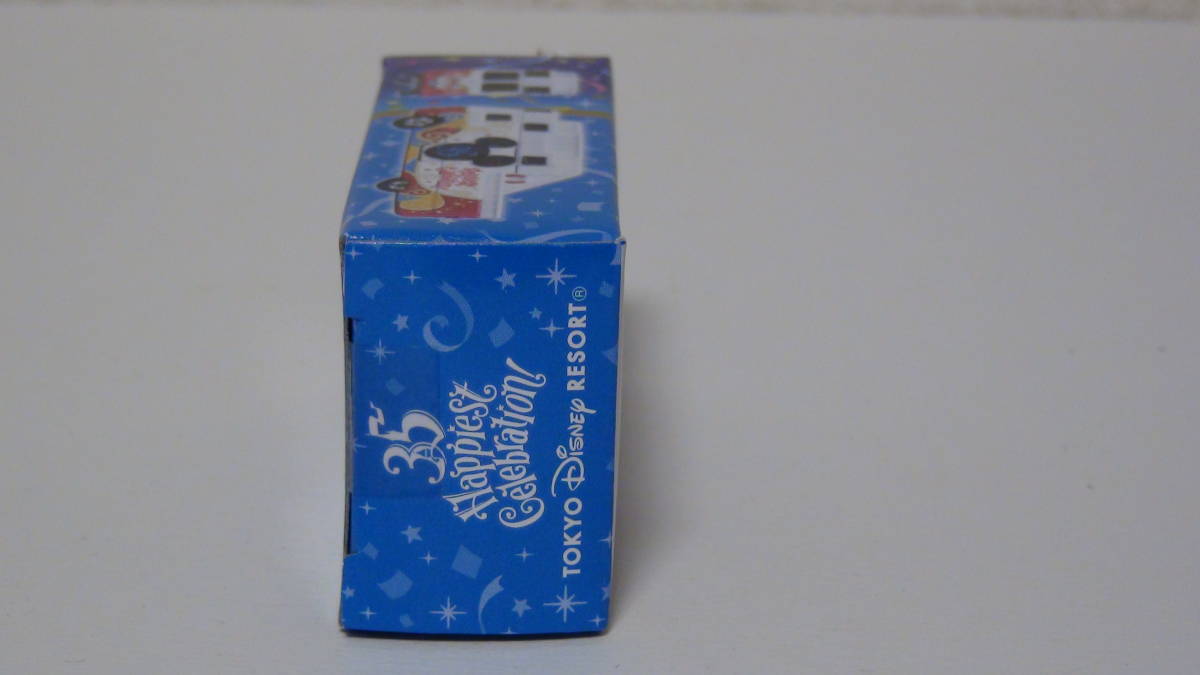 35
Happiest
Celebration!
TOKYO Disney RESORT®